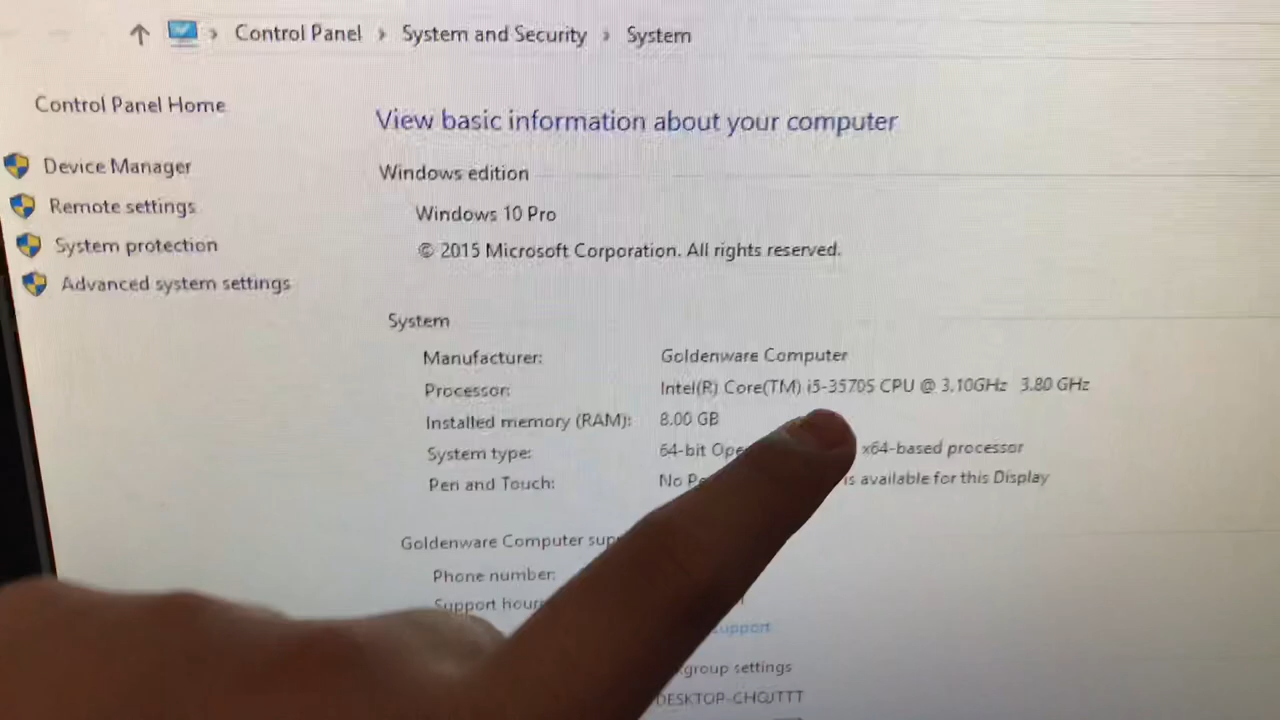 Control Panel > System and Security > System
Control Panel Home
Device Manager
Remote settings
System protection
Advanced system settings
View basic information about your computer
Windows edition
Windows 10 Pro
© 2015 Microsoft Corporation. All rights reserved.
System
Manufacturer: Goldenware Computer
Processor: Intel(R) Core(TM) i5-3570S CPU @ 3.10GHz 3.80 GHz
Installed memory (RAM): 8.00 GB
System type: 64-bit x64-based processor
Pen and Touch: No is available for this Display
Goldenware Computer
Phone number:
Support
support
settings